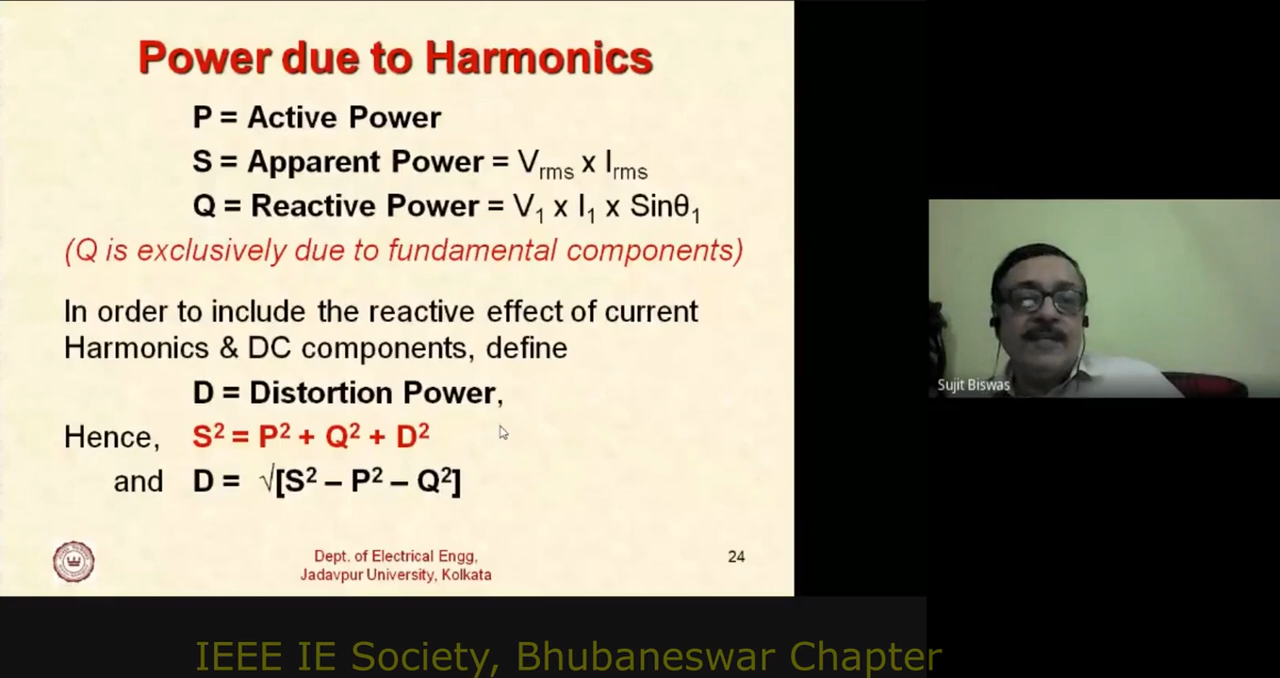 Power due to Harmonics
P = Active Power
S = Apparent Power = Vrms x Irms
Q = Reactive Power = V1 x I1 x Sinθ1
(Q is exclusively due to fundamental components)
In order to include the reactive effect of current
Harmonics & DC components, define
D = Distortion Power,
Hence, S² = P² + Q² + D²
and D = √[S² – P² – Q²]
Dept. of Electrical Engg,
Jadavpur University, Kolkata
24
Sujit Biswas
IEEE IE Society, Bhubaneswar Chapter